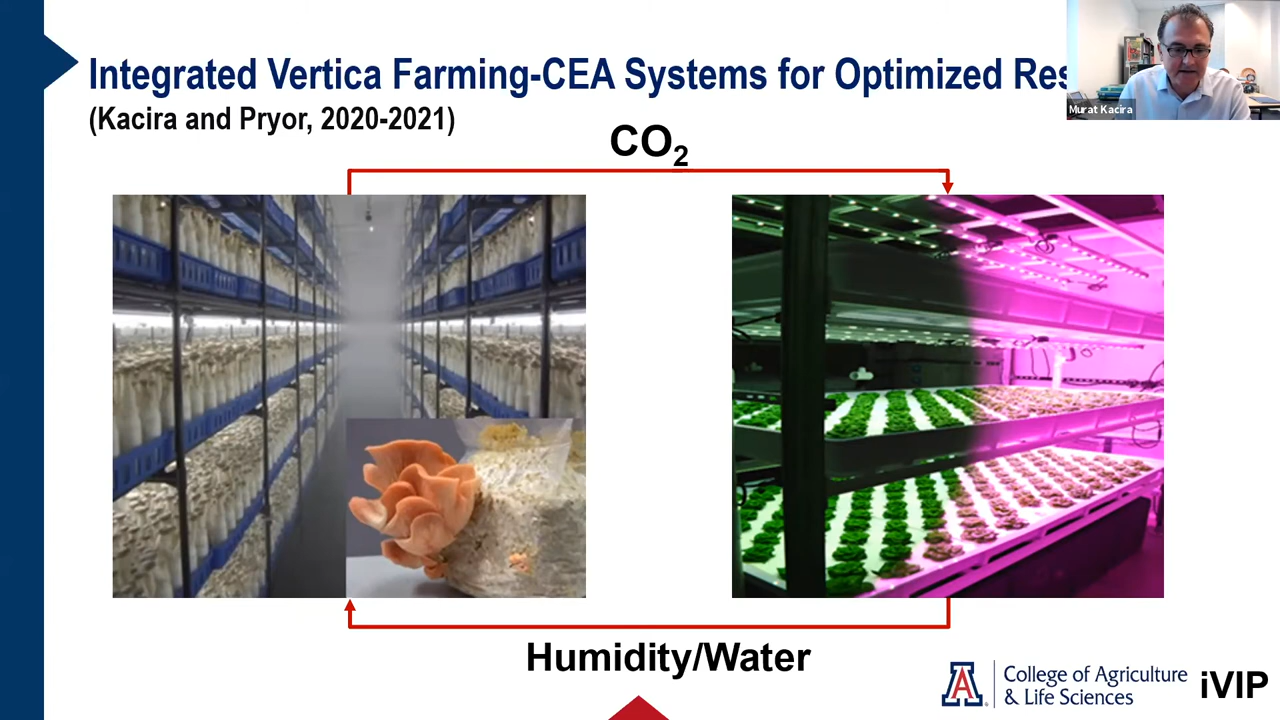 Integrated Vertica Farming-CEA Systems for Optimized Res
(Kacira and Pryor, 2020-2021)
Murat Kacira
CO₂
Humidity/Water
A
College of Agriculture
& Life Sciences
iVIP